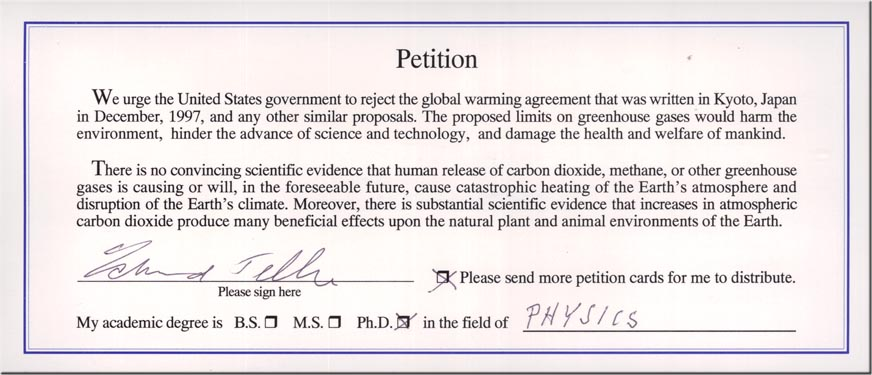 Petition
We urge the United States government to reject the global warming agreement that was written in Kyoto, Japan
in December, 1997, and any other similar proposals. The proposed limits on greenhouse gases would harm the
environment, hinder the advance of science and technology, and damage the health and welfare of mankind.
There is no convincing scientific evidence that human release of carbon dioxide, methane, or other greenhouse
gases is causing or will, in the foreseeable future, cause catastrophic heating of the Earth's atmosphere and
disruption of the Earth's climate. Moreover, there is substantial scientific evidence that increases in atmospheric
carbon dioxide produce many beneficial effects upon the natural plant and animal environments of the Earth.
Edward Teller
Please sign here
Please send more petition cards for me to distribute.
My academic degree is B.S. M.S. Ph.D. in the field of PHYSICS